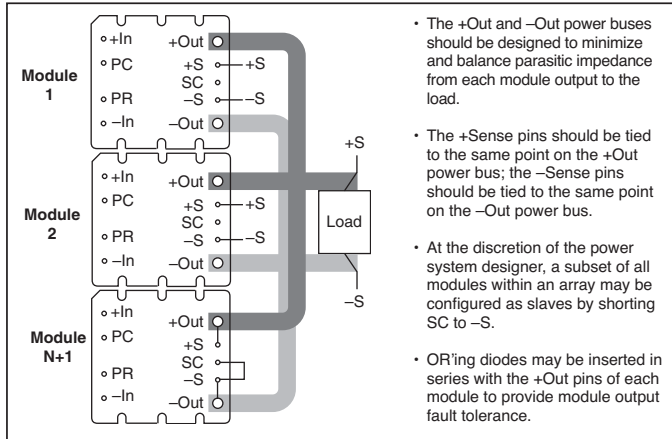 Module
1
+In
PC
PR
–In
+Out
+S
SC
–S
–Out
+S
–S
Module
2
+In
PC
PR
–In
+Out
+S
SC
–S
–Out
+S
–S
Module
N+1
+In
PC
PR
–In
+Out
+S
SC
–S
–Out
+S
Load
–S
• The +Out and –Out power buses
should be designed to minimize
and balance parasitic impedance
from each module output to the
load.
• The +Sense pins should be tied
to the same point on the +Out
power bus; the –Sense pins
should be tied to the same point
on the –Out power bus.
• At the discretion of the power
system designer, a subset of all
modules within an array may be
configured as slaves by shorting
SC to –S.
• OR'ing diodes may be inserted in
series with the +Out pins of each
module to provide module output
fault tolerance.